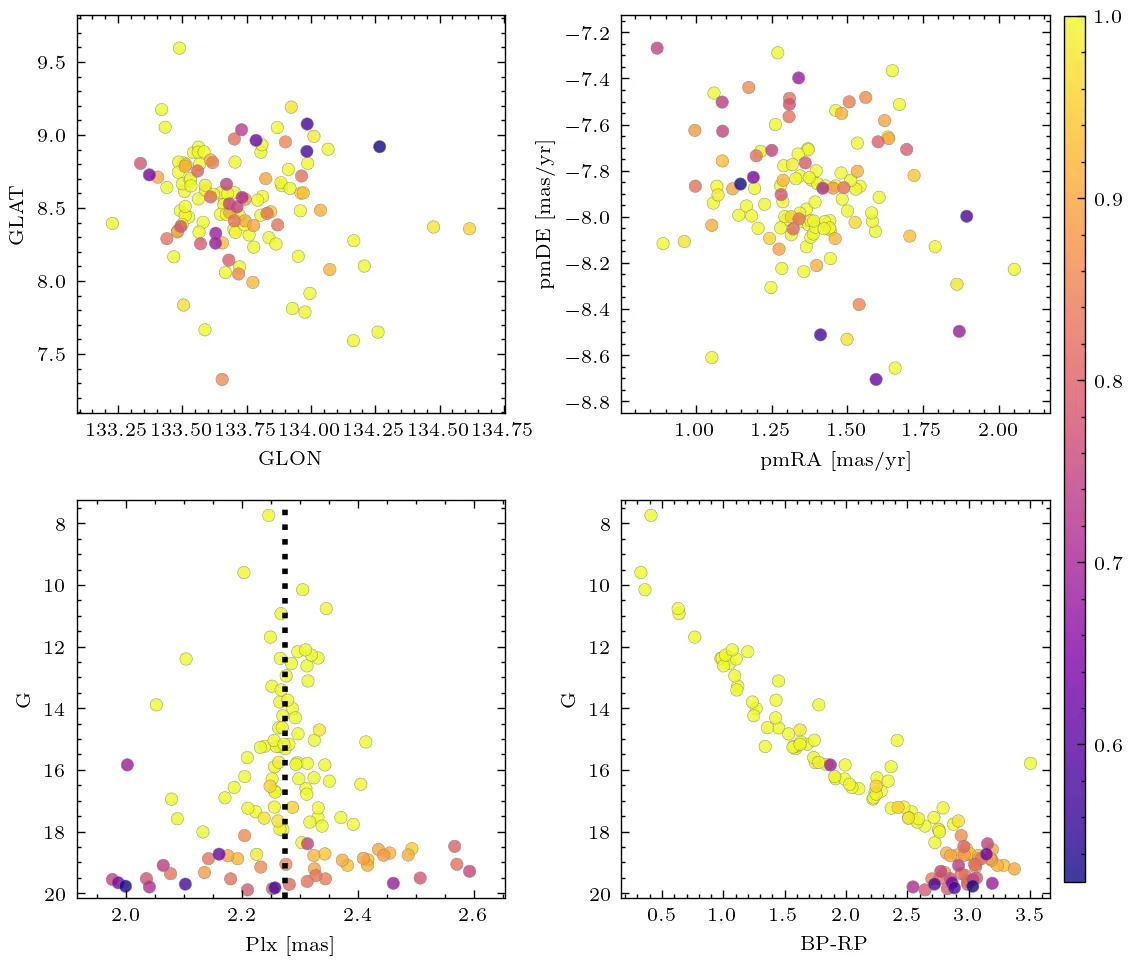 9.5
9.0
8.5
8.0
7.5
GLAT
133.25 133.50 133.75 134.00 134.25 134.50 134.75
GLON
−7.2
−7.4
−7.6
−7.8
−8.0
−8.2
−8.4
−8.6
−8.8
pmDE [mas/yr]
1.00 1.25 1.50 1.75 2.00
pmRA [mas/yr]
1.0
0.9
0.8
0.7
0.6
8
10
12
14
16
18
20
G
2.0 2.2 2.4 2.6
Plx [mas]
8
10
12
14
16
18
20
G
0.5 1.0 1.5 2.0 2.5 3.0 3.5
BP-RP